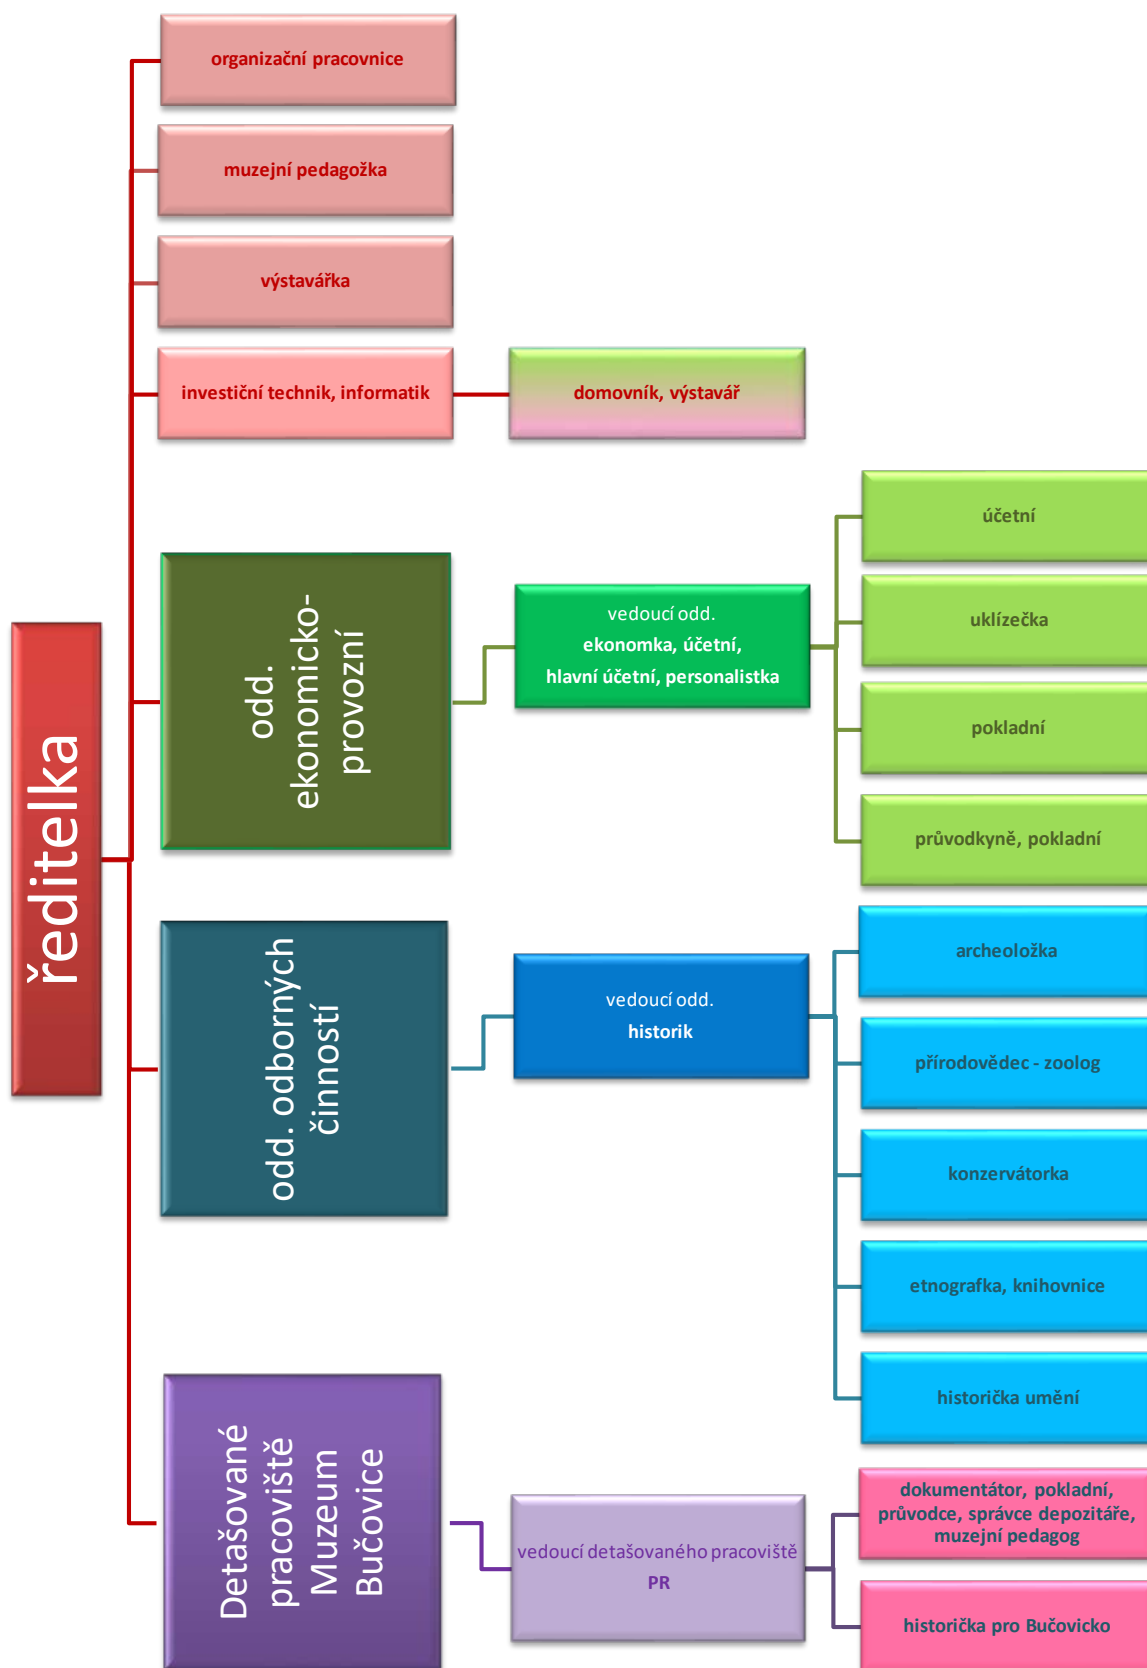 ředitelka
organizační pracovnice
muzejní pedagožka
výstavářka
investiční technik, informatik
domovník, výstavář
odd.
ekonomicko-
provozní
vedoucí odd.
ekonomka, účetní,
hlavní účetní, personalistka
účetní
uklízečka
pokladní
průvodkyně, pokladní
odd. odborných
činností
vedoucí odd.
historik
archeoložka
přírodovědec - zoolog
konzervátorka
etnografka, knihovnice
historička umění
Detašované
pracoviště
Muzeum
Bučovice
vedoucí detašovaného pracoviště
PR
dokumentátor, pokladní,
průvodce, správce depozitáře,
muzejní pedagog
historička pro Bučovicko